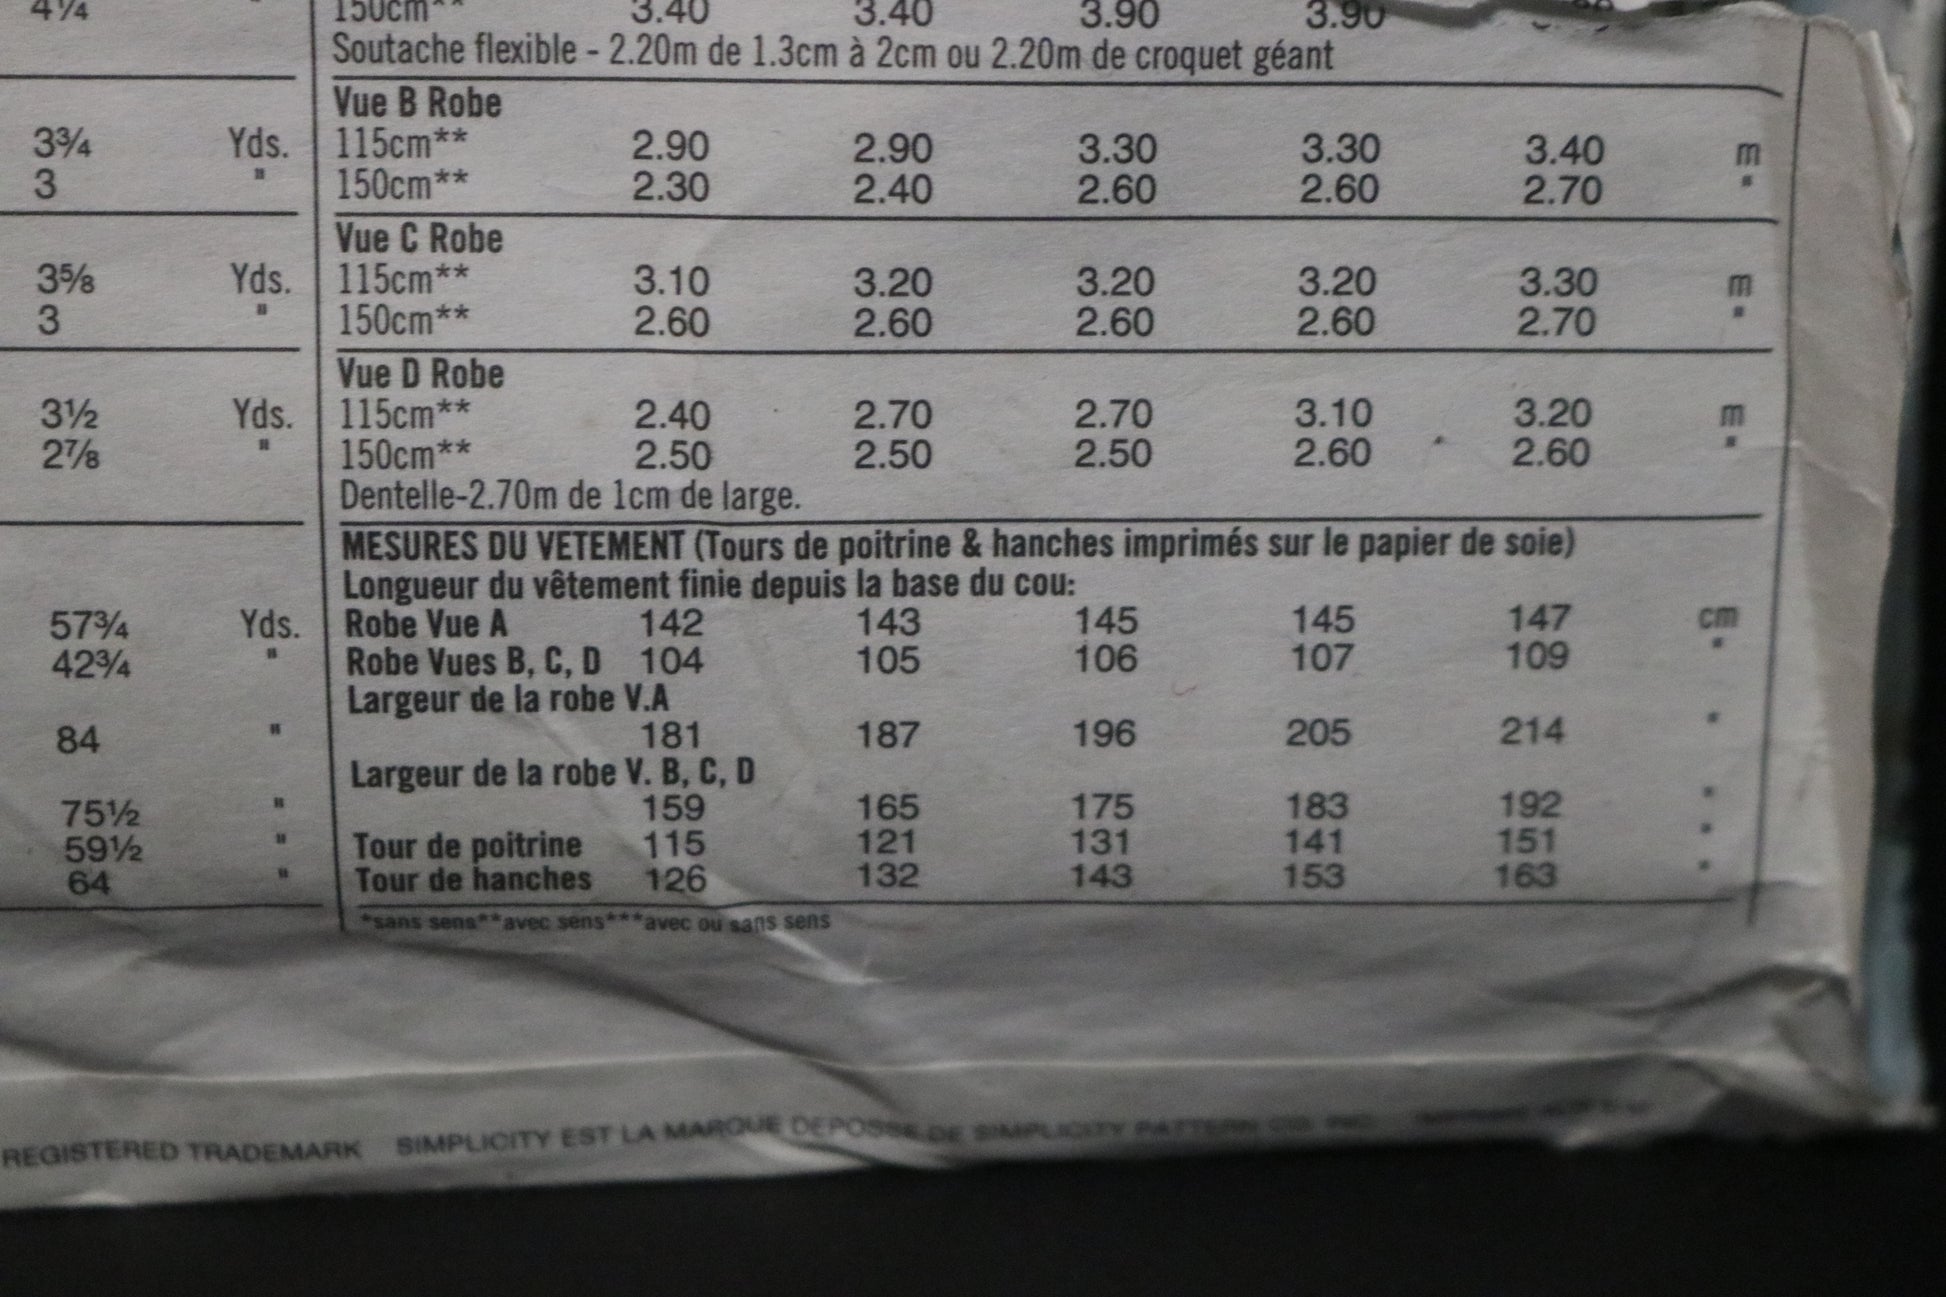 4¼ " 150cm** 3.40 3.40 3.90 3.90
Soutache flexible - 2.20m de 1.3cm à 2cm ou 2.20m de croquet géant
Vue B Robe
3¾ Yds. 115cm** 2.90 2.90 3.30 3.30 3.40 m
3 " 150cm** 2.30 2.40 2.60 2.60 2.70 "
Vue C Robe
3⅝ Yds. 115cm** 3.10 3.20 3.20 3.20 3.30 m
3 " 150cm** 2.60 2.60 2.60 2.60 2.70 "
Vue D Robe
3½ Yds. 115cm** 2.40 2.70 2.70 3.10 3.20 m
2⅞ " 150cm** 2.50 2.50 2.50 2.60 2.60 "
Dentelle-2.70m de 1cm de large.
MESURES DU VETEMENT (Tours de poitrine & hanches imprimés sur le papier de soie)
Longueur du vêtement finie depuis la base du cou:
57¾ Yds. Robe Vue A 142 143 145 145 147 cm
42¾ " Robe Vues B, C, D 104 105 106 107 109 "
Largeur de la robe V.A
84 " 181 187 196 205 214 "
Largeur de la robe V. B, C, D
75½ " 159 165 175 183 192 "
59½ " Tour de poitrine 115 121 131 141 151 "
64 " Tour de hanches 126 132 143 153 163 "
*sans sens**avec sens***avec ou sans sens
REGISTERED TRADEMARK SIMPLICITY EST LA MARQUE DEPOSSE DE SIMPLICITY PATTERN CO. INC.